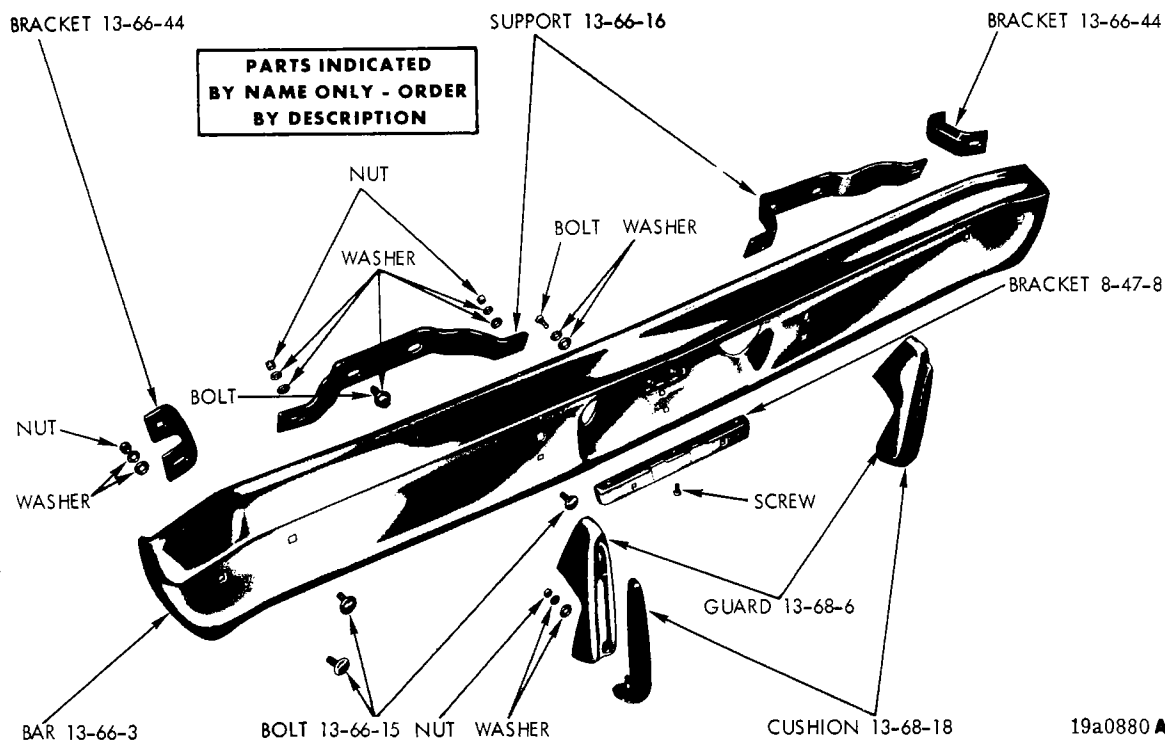 BRACKET 13-66-44
SUPPORT 13-66-16
BRACKET 13-66-44
PARTS INDICATED
BY NAME ONLY - ORDER
BY DESCRIPTION
NUT
BOLT
WASHER
WASHER
BRACKET 8-47-8
BOLT
NUT
WASHER
SCREW
GUARD 13-68-6
BAR 13-66-3
BOLT 13-66-15
NUT
WASHER
CUSHION 13-68-18
19a0880 A